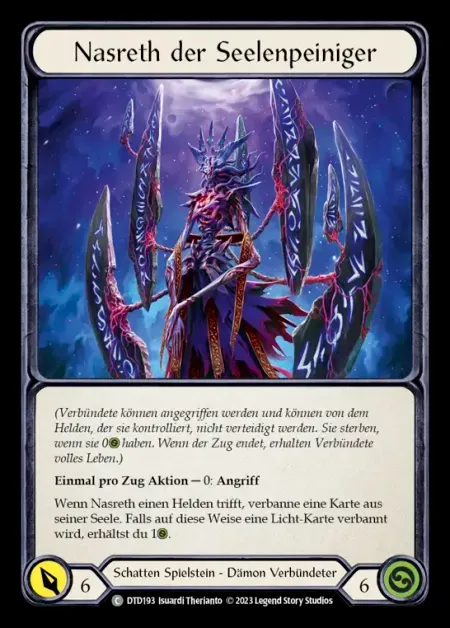 Nasreth der Seelenpeiniger
(Verbündete können angegriffen werden und können von dem
Helden, der sie kontrolliert, nicht verteidigt werden. Sie sterben,
wenn sie 0 haben. Wenn der Zug endet, erhalten Verbündete
volles Leben.)
Einmal pro Zug Aktion — 0: Angriff
Wenn Nasreth einen Helden trifft, verbanne eine Karte aus
seiner Seele. Falls auf diese Weise eine Licht-Karte verbannt
wird, erhältst du 1.
6 Schatten Spielstein - Dämon Verbündeter 6
C DTD193 Isuardi Therianto © 2023 Legend Story Studios